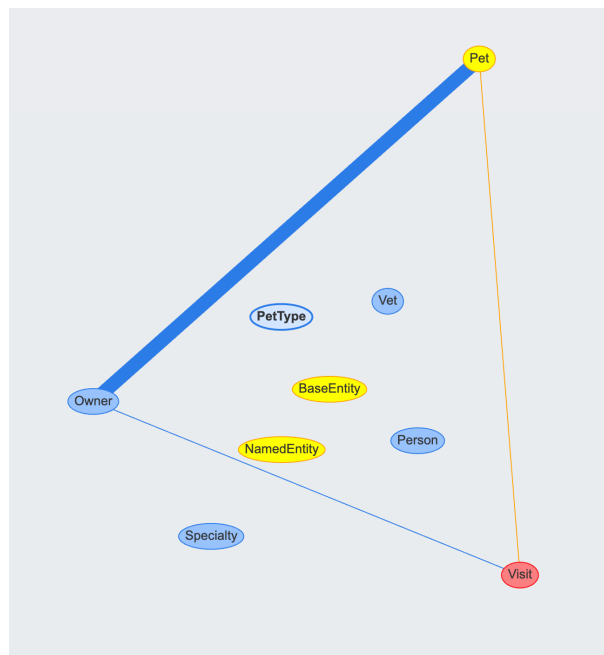 Pet
Vet
PetType
BaseEntity
Owner
Person
NamedEntity
Specialty
Visit